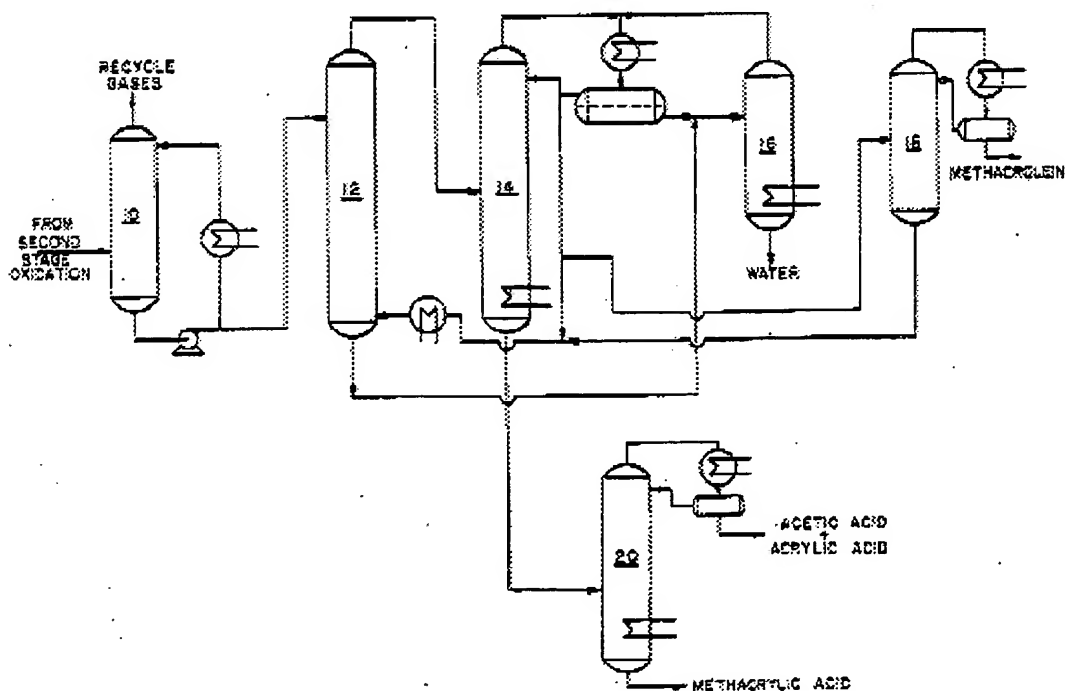 RECYCLE
GASES
10
FROM
SECOND
STAGE
OXIDATION
12
14
16
WATER
18
METHACROLEIN
20
ACETIC ACID
+
ACRYLIC ACID
METHACRYLIC ACID